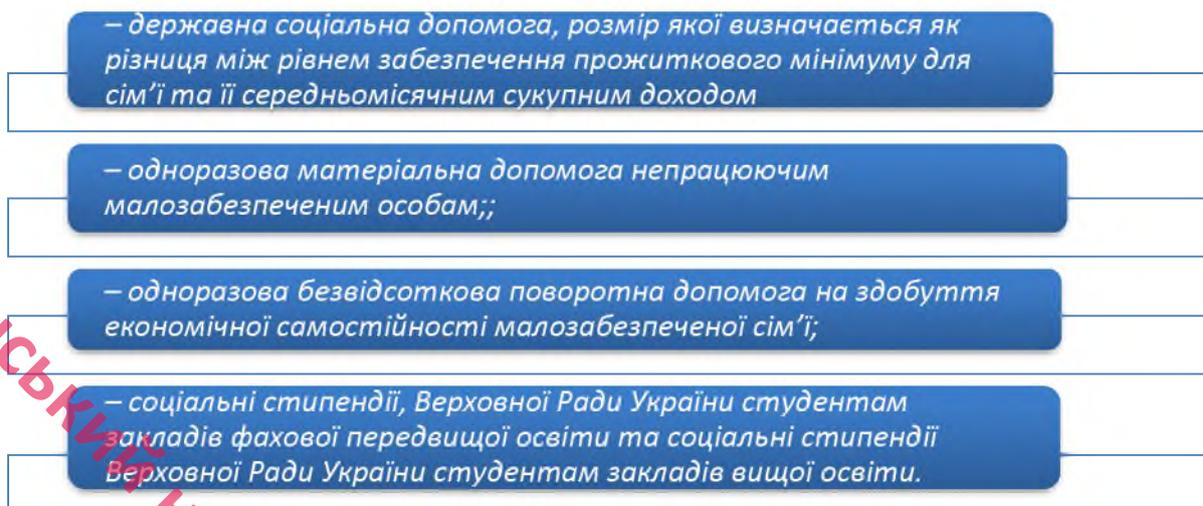 – державна соціальна допомога, розмір якої визначається як
різниця між рівнем забезпечення прожиткового мінімуму для
сім’ї та її середньомісячним сукупним доходом
– одноразова матеріальна допомога непрацюючим
малозабезпеченим особам;;
– одноразова безвідсоткова поворотна допомога на здобуття
економічної самостійності малозабезпеченої сім’ї;
– соціальні стипендії, Верховної Ради України студентам
закладів фахової передвищої освіти та соціальні стипендії
Верховної Ради України студентам закладів вищої освіти.